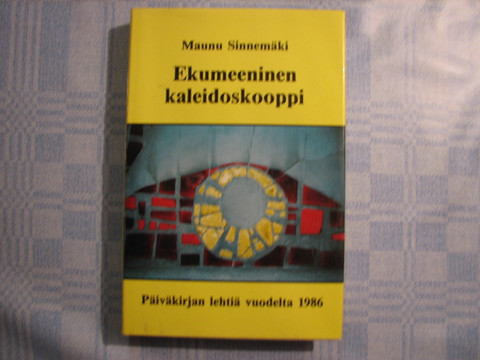 Maunu Sinnemäki
Ekumeeninen
kaleidoskooppi
Päiväkirjan lehtiä vuodelta 1986